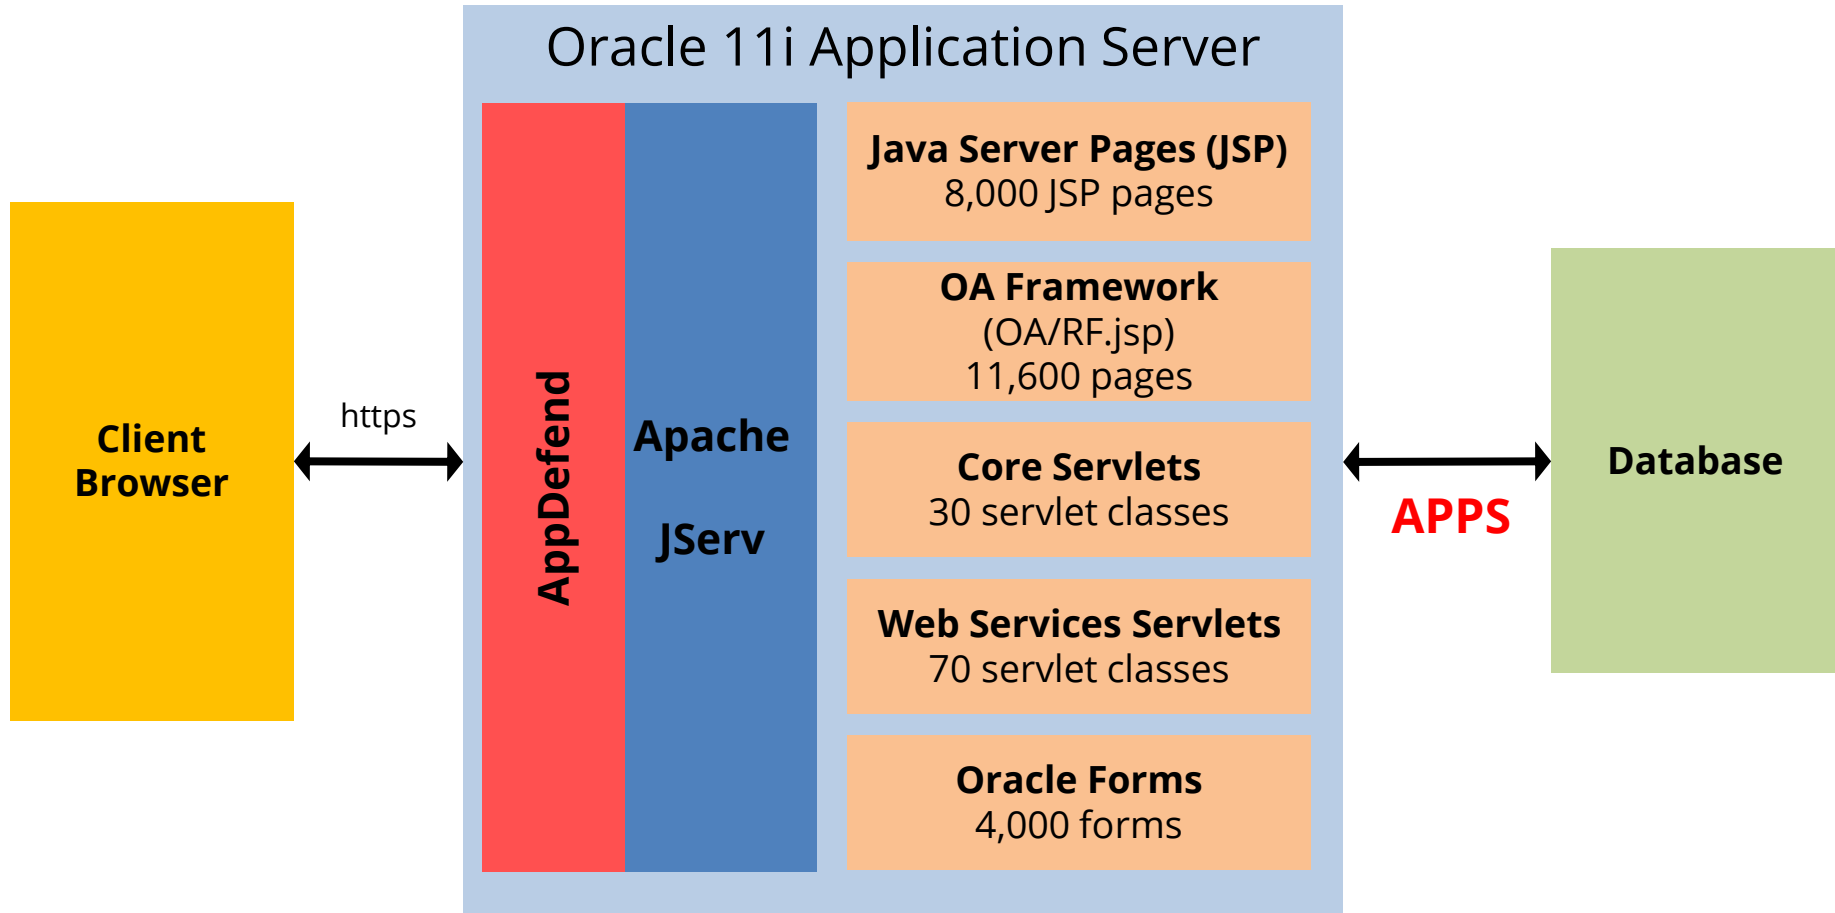 Oracle 11i Application Server
Client
Browser
https
AppDefend
Apache
JServ
Java Server Pages (JSP)
8,000 JSP pages
OA Framework
(OA/RF.jsp)
11,600 pages
Core Servlets
30 servlet classes
Web Services Servlets
70 servlet classes
Oracle Forms
4,000 forms
APPS
Database